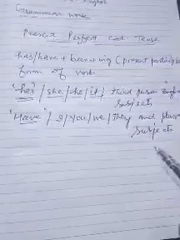 English
Grammar work
Present Perfect Cont. Tense
has/have + been + ing (present participle)
form of verb
"has" / she/he/it / third person singular
subjects
"Have" / I/you/we/They and plural
subjects